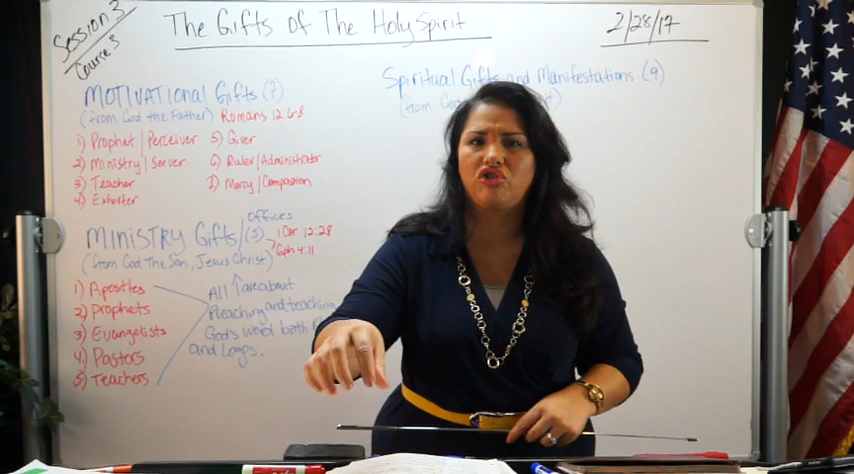 Session 3
Course 3
The Gifts of The Holy Spirit
2/28/17
MOTIVATIONAL Gifts (7)
(from God the Father) Romans 12:6-8
1) Prophet/Perceiver
2) Ministry/Server
3) Teacher
4) Exhorter
5) Giver
6) Ruler/Administrator
7) Mercy/Compassion
MINISTRY Gifts/offices (5)
1 Cor 12:28
Eph 4:11
(from God The Son, Jesus Christ)
1) Apostles
2) Prophets
3) Evangelists
4) Pastors
5) Teachers
All are about
Preaching and teaching
God's word both
and
Spiritual Gifts and Manifestations (9)
(from